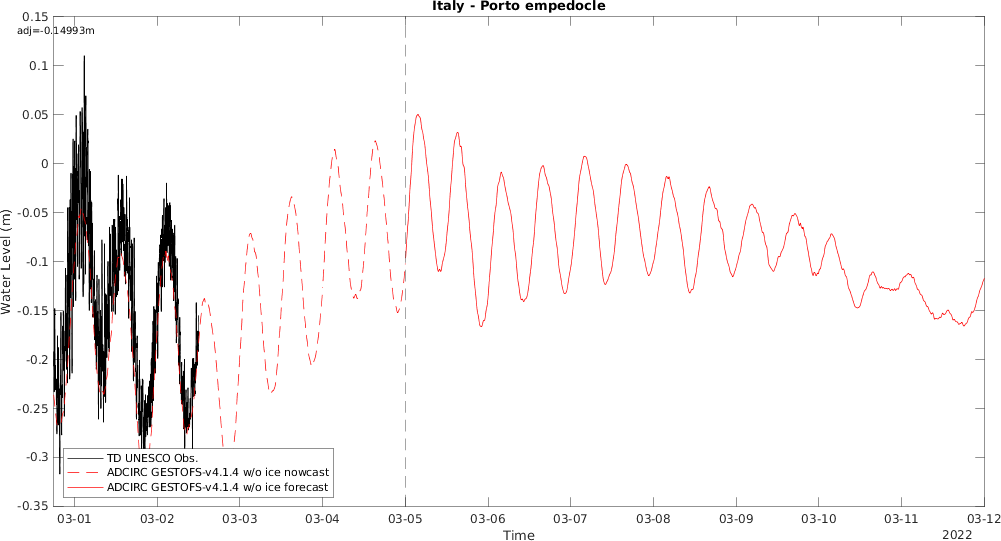 Italy - Porto empedocle
adj=-0.14993m
0.15
0.1
0.05
0
-0.05
-0.1
-0.15
-0.2
-0.25
-0.3
-0.35
Water Level (m)
TD UNESCO Obs.
ADCIRC GESTOFS-v4.1.4 w/o ice nowcast
ADCIRC GESTOFS-v4.1.4 w/o ice forecast
03-01 03-02 03-03 03-04 03-05 03-06 03-07 03-08 03-09 03-10 03-11 03-12
Time
2022